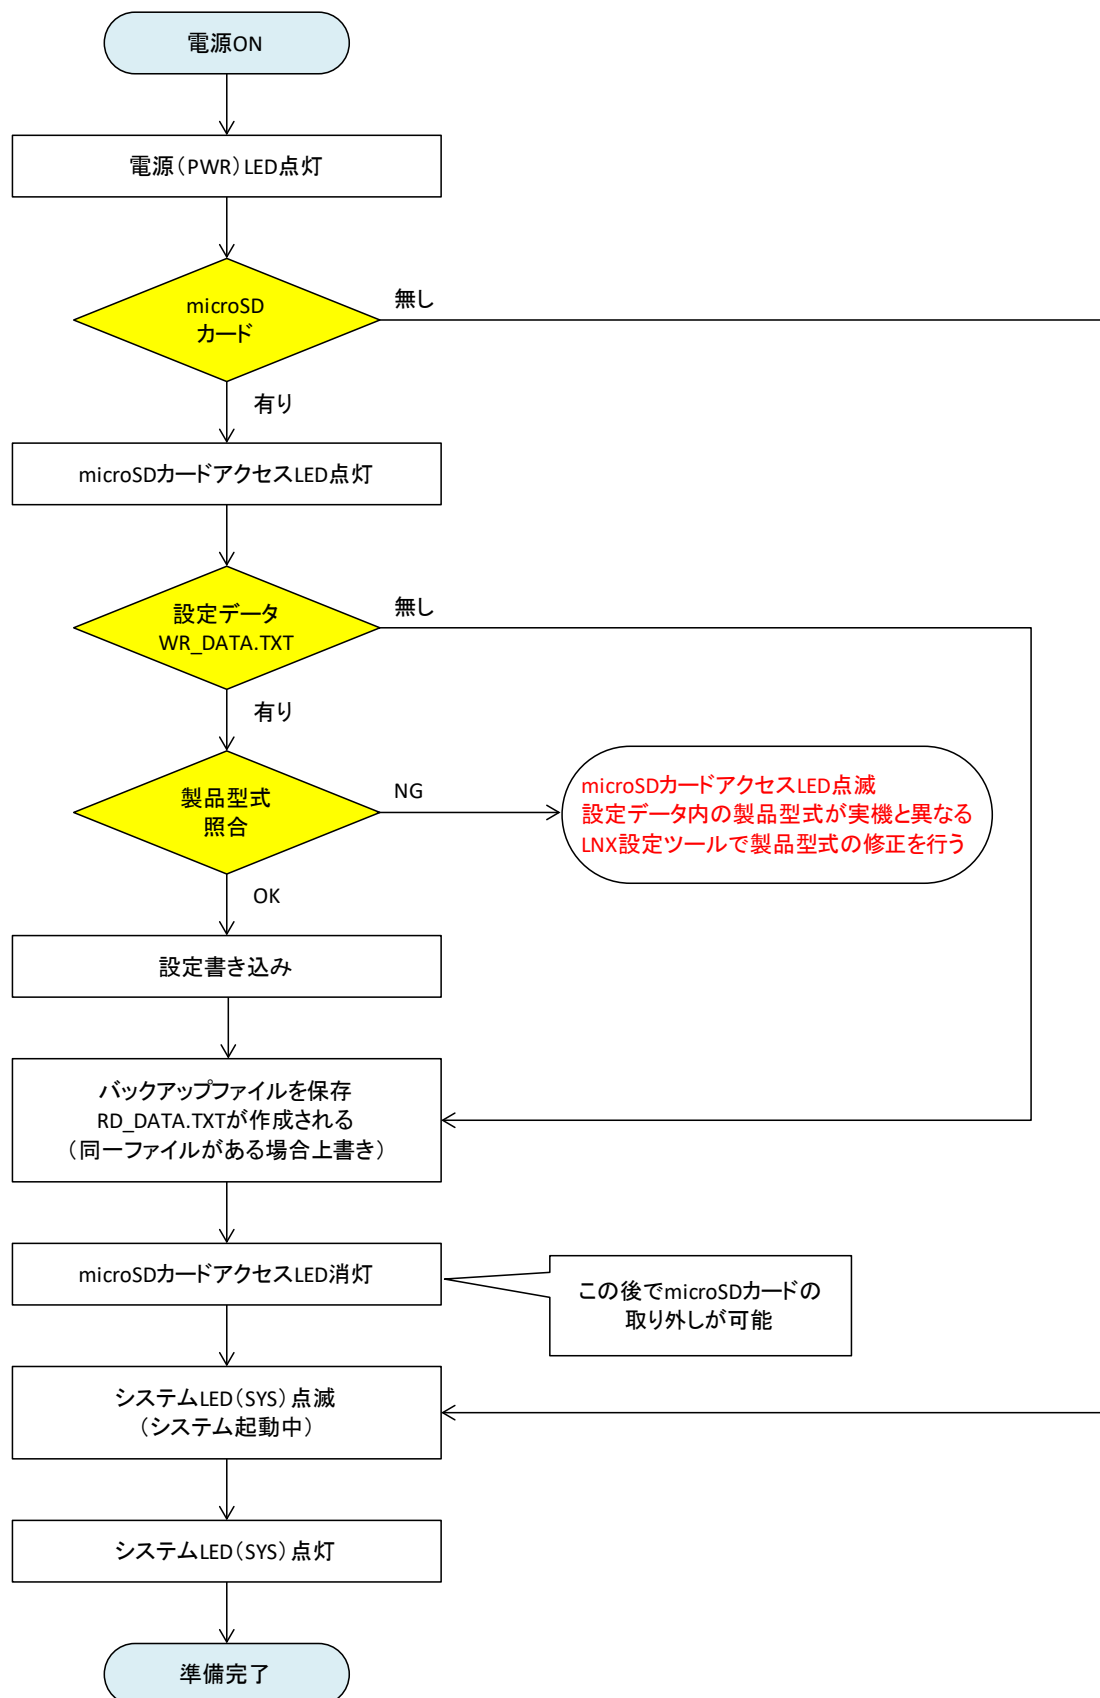 電源ON
電源（PWR）LED点灯
microSD
カード
無し
有り
microSDカードアクセスLED点灯
設定データ
WR_DATA.TXT
無し
有り
製品型式
照合
NG
microSDカードアクセスLED点滅
設定データ内の製品型式が実機と異なる
LNX設定ツールで製品型式の修正を行う
OK
設定書き込み
バックアップファイルを保存
RD_DATA.TXTが作成される
（同一ファイルがある場合上書き）
microSDカードアクセスLED消灯
この後でmicroSDカードの
取り外しが可能
システムLED（SYS）点滅
（システム起動中）
システムLED（SYS）点灯
準備完了